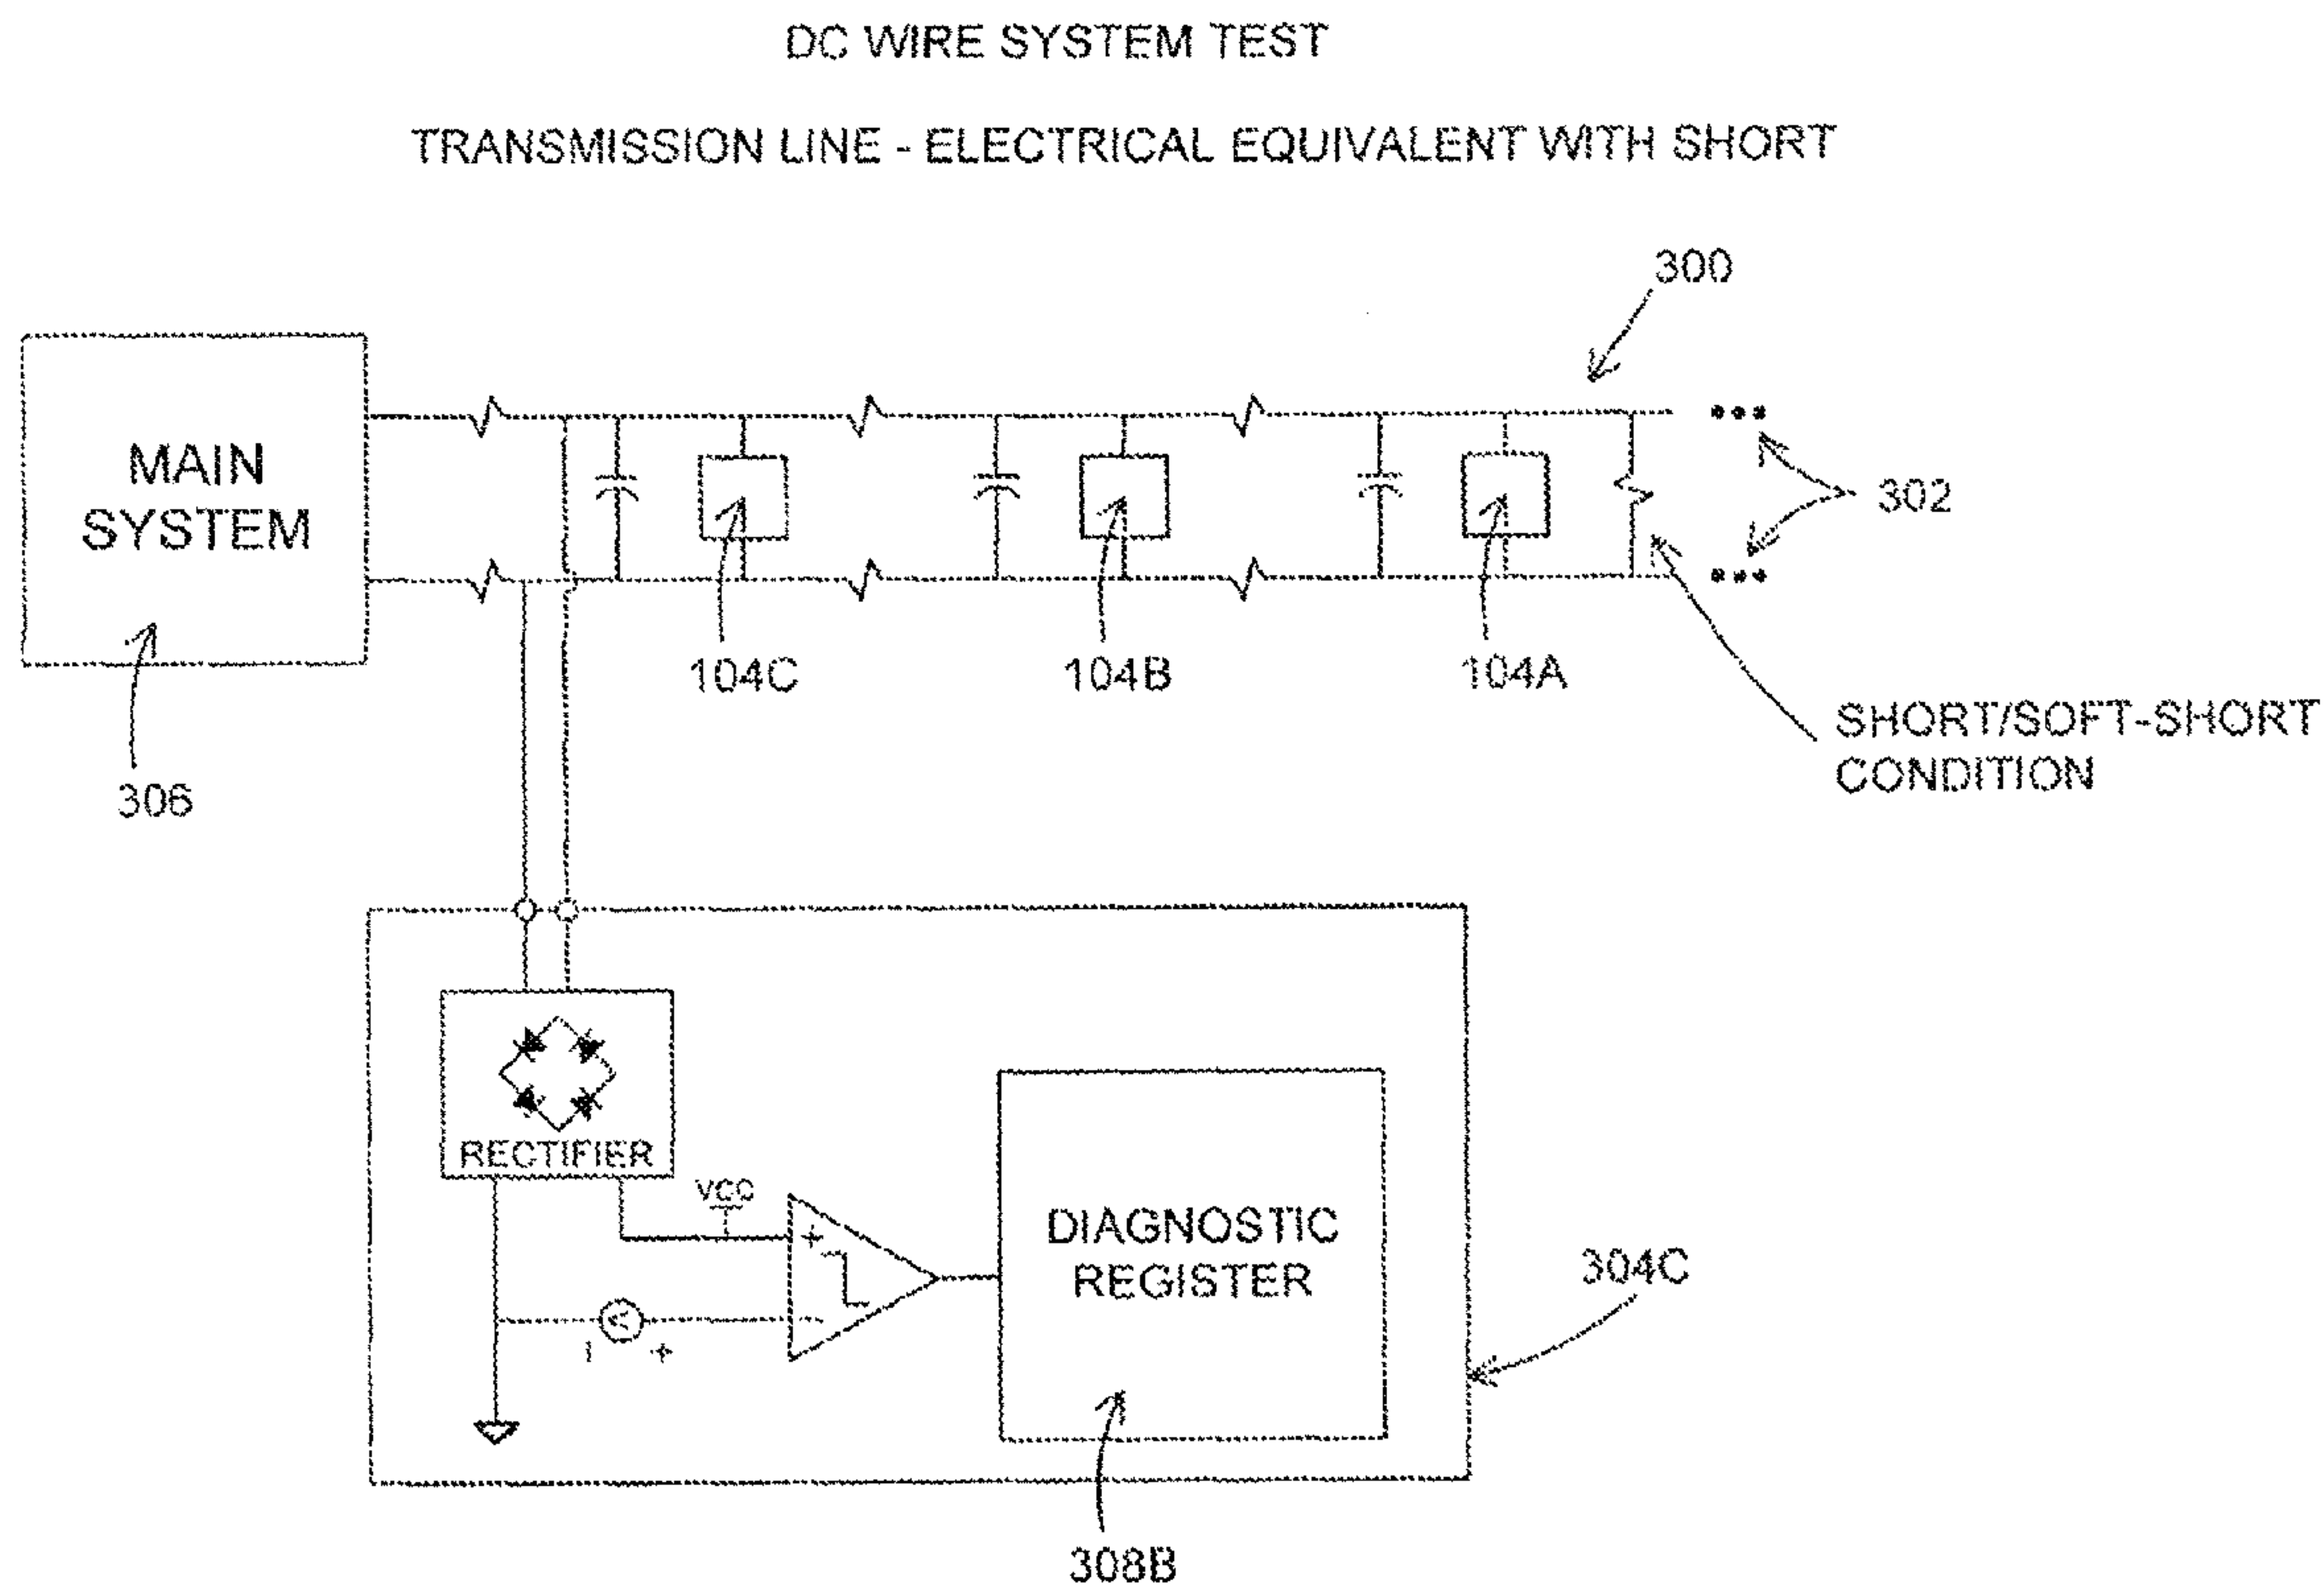 DC WIRE SYSTEM TEST
TRANSMISSION LINE - ELECTRICAL EQUIVALENT WITH SHORT
300
MAIN
SYSTEM
302
104C
104B
104A
SHORT/SOFT-SHORT
CONDITION
306
RECTIFIER
VCC
+
DIAGNOSTIC
REGISTER
304C
+
308B